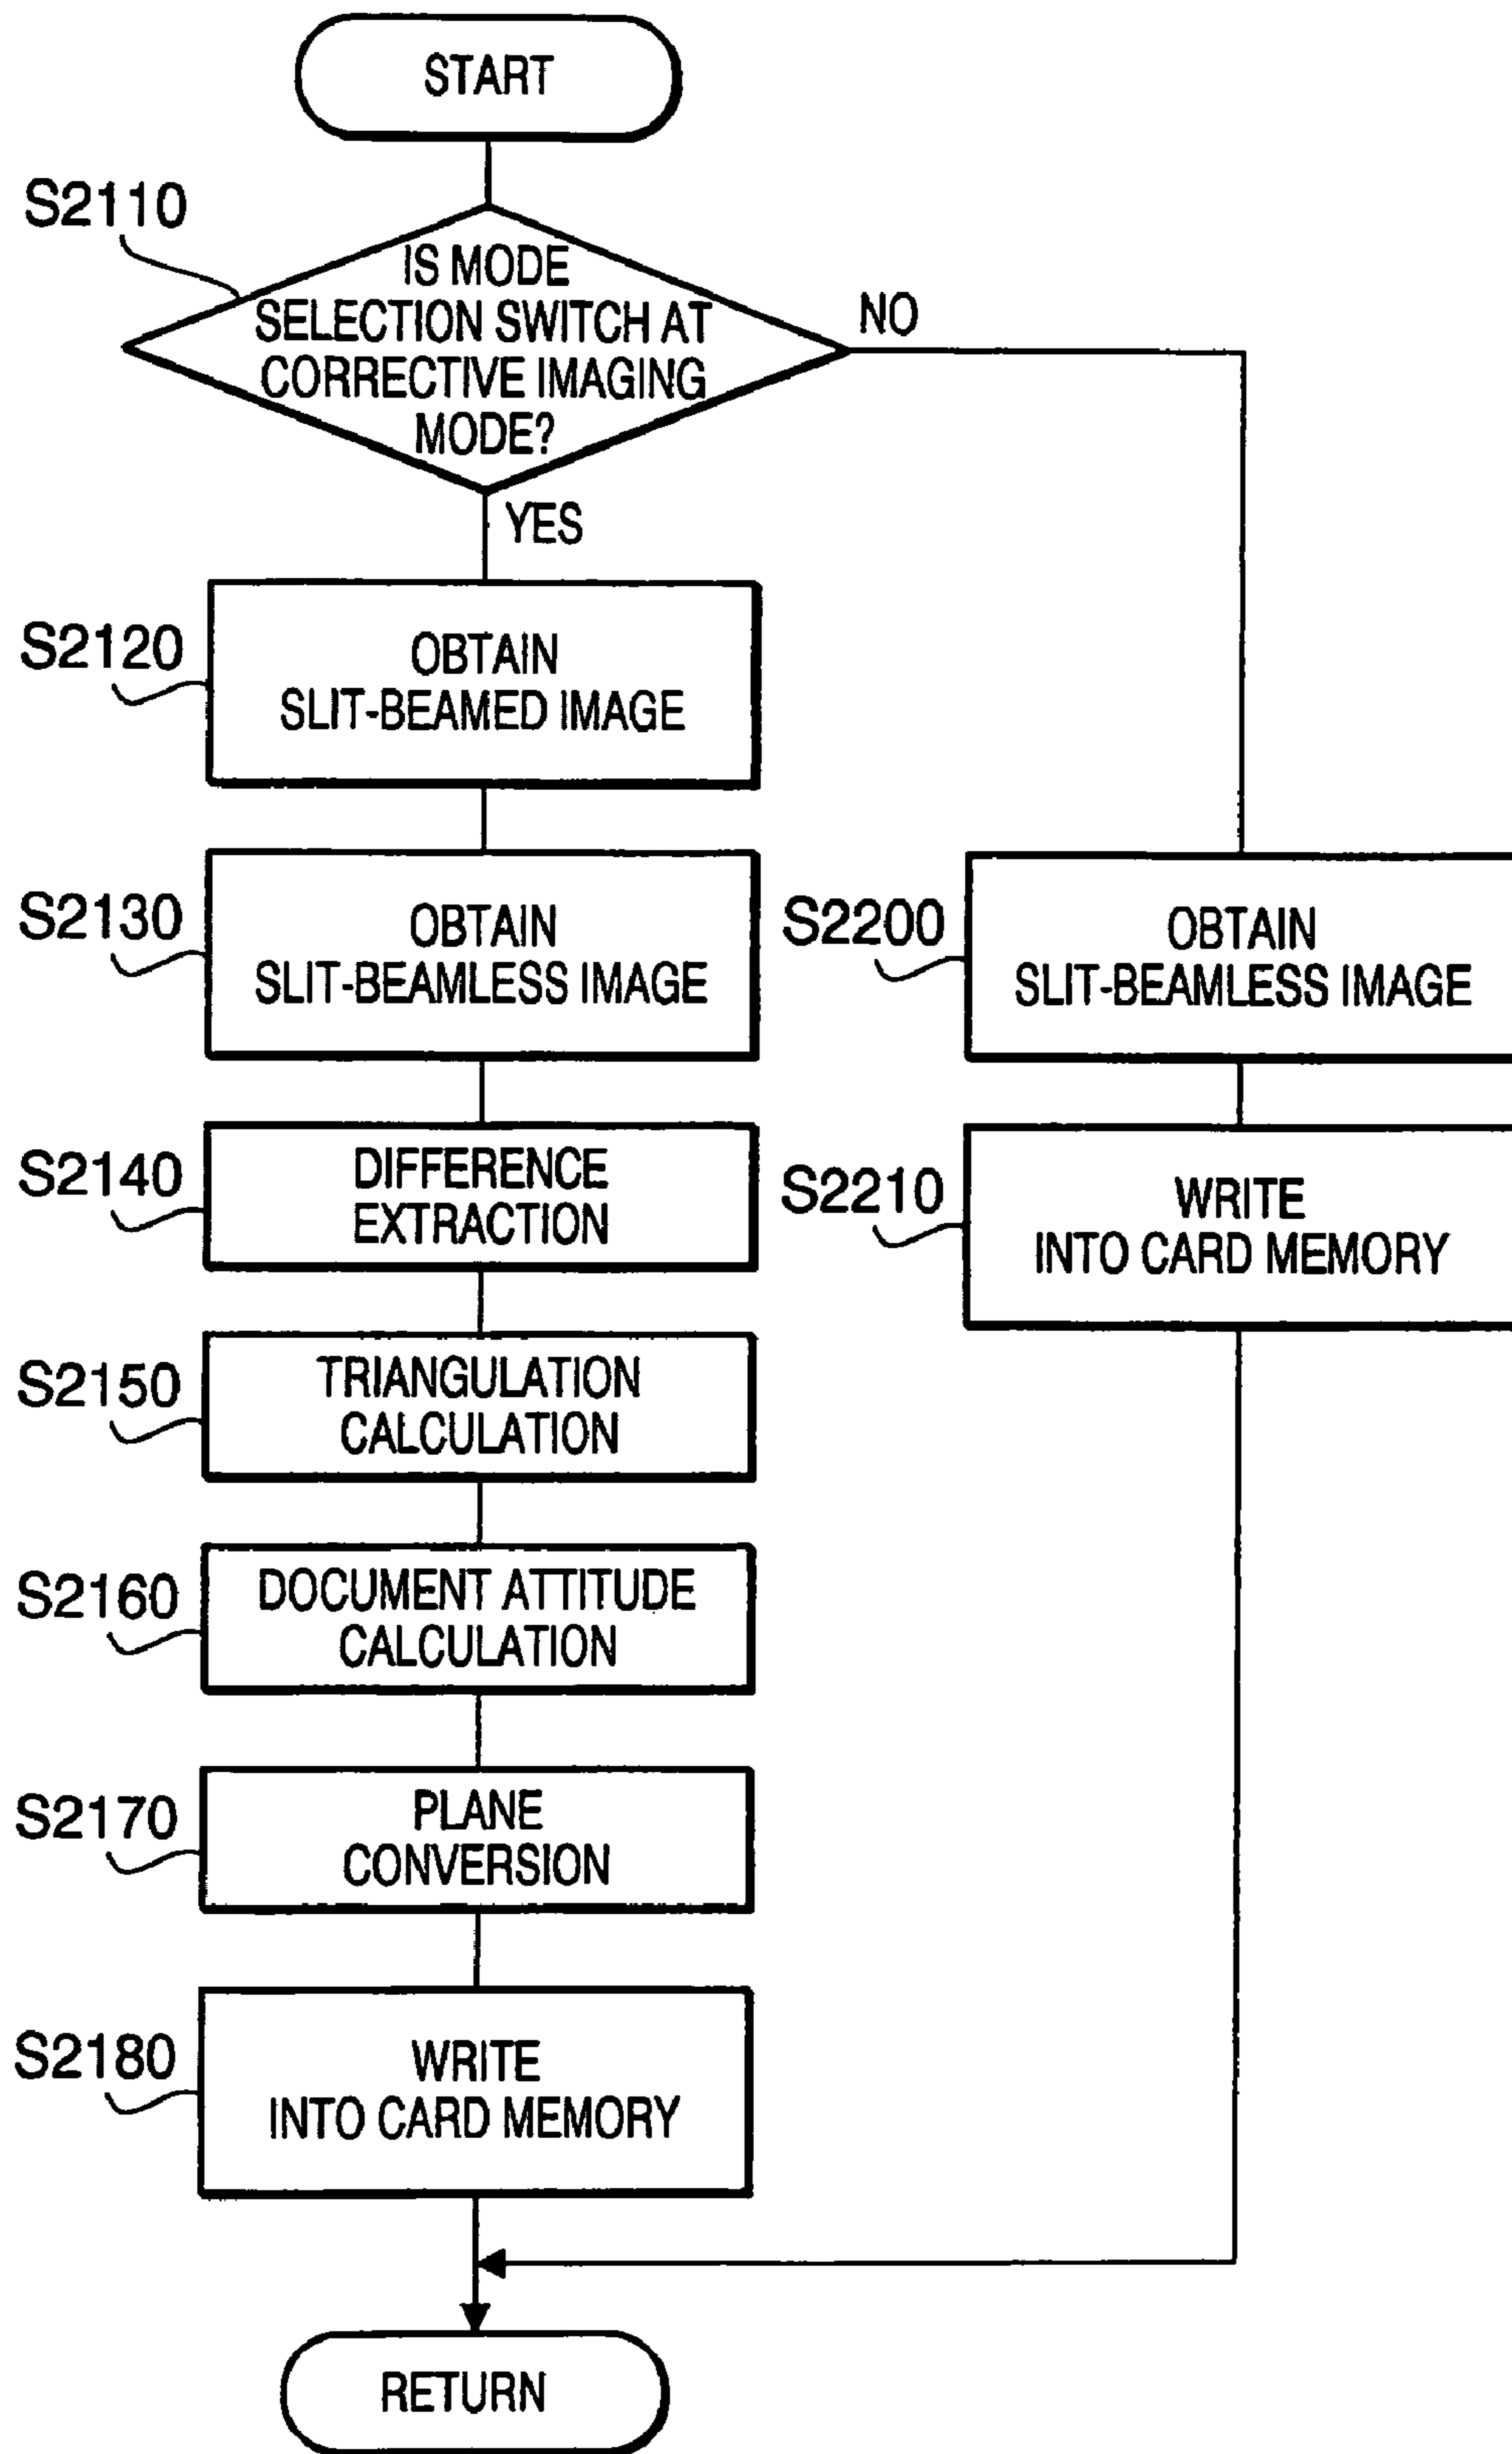 START
S2110
IS MODE
SELECTION SWITCH AT
CORRECTIVE IMAGING
MODE?
NO
YES
S2120
OBTAIN
SLIT-BEAMED IMAGE
S2130
OBTAIN
SLIT-BEAMLESS IMAGE
S2200
OBTAIN
SLIT-BEAMLESS IMAGE
S2140
DIFFERENCE
EXTRACTION
S2210
WRITE
INTO CARD MEMORY
S2150
TRIANGULATION
CALCULATION
S2160
DOCUMENT ATTITUDE
CALCULATION
S2170
PLANE
CONVERSION
S2180
WRITE
INTO CARD MEMORY
RETURN